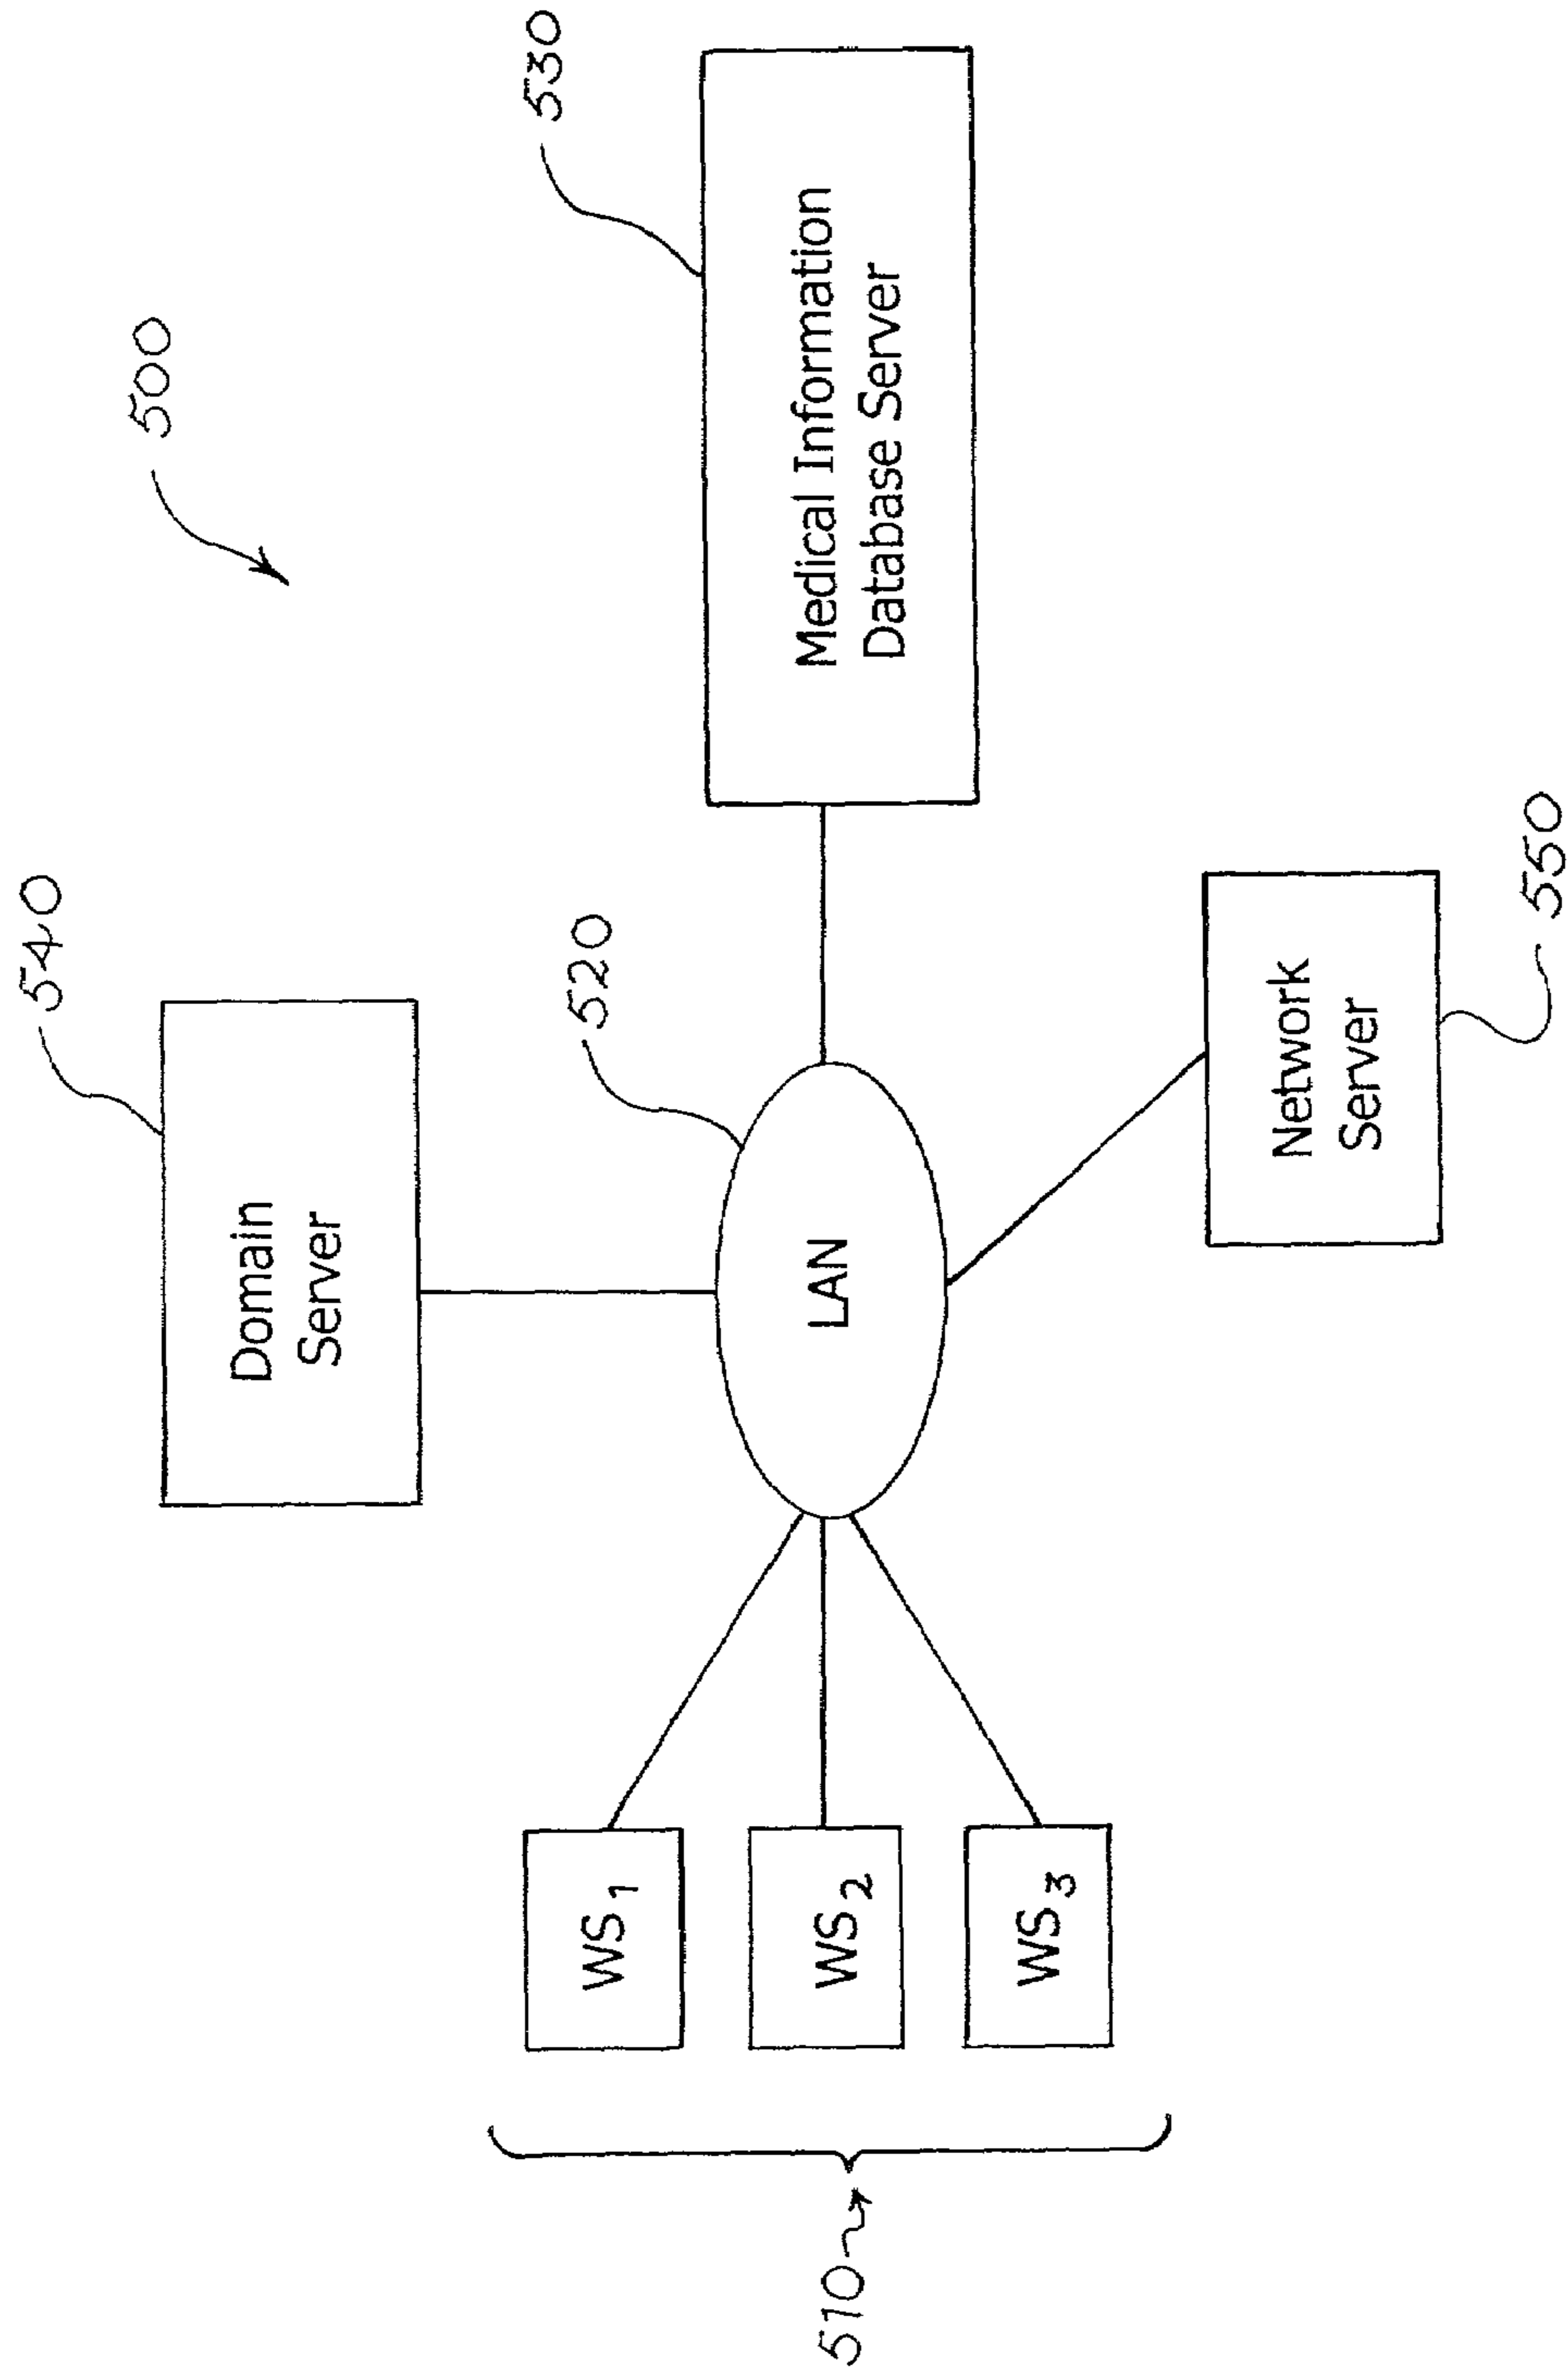 500
540
Domain
Server
520
LAN
530
Medical Information
Database Server
WS1
WS2
WS3
510
Network
Server
550